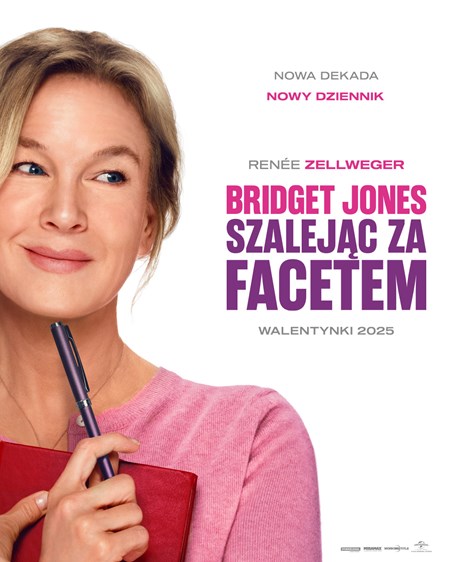 NOWA DEKADA
NOWY DZIENNIK
RENÉE ZELLWEGER
BRIDGET JONES
SZALEJĄC ZA
FACETEM
WALENTYNKI 2025